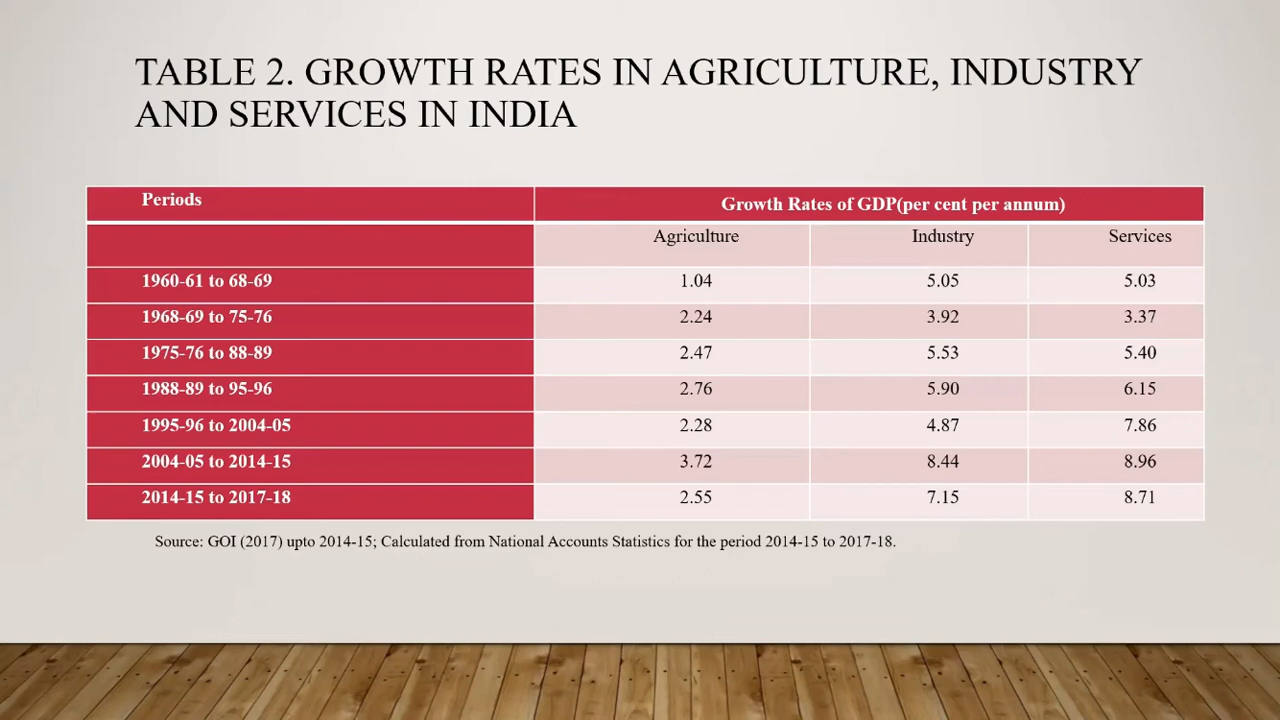 TABLE 2. GROWTH RATES IN AGRICULTURE, INDUSTRY
AND SERVICES IN INDIA
Periods Growth Rates of GDP(per cent per annum)
Agriculture Industry Services
1960-61 to 68-69 1.04 5.05 5.03
1968-69 to 75-76 2.24 3.92 3.37
1975-76 to 88-89 2.47 5.53 5.40
1988-89 to 95-96 2.76 5.90 6.15
1995-96 to 2004-05 2.28 4.87 7.86
2004-05 to 2014-15 3.72 8.44 8.96
2014-15 to 2017-18 2.55 7.15 8.71
Source: GOI (2017) upto 2014-15; Calculated from National Accounts Statistics for the period 2014-15 to 2017-18.